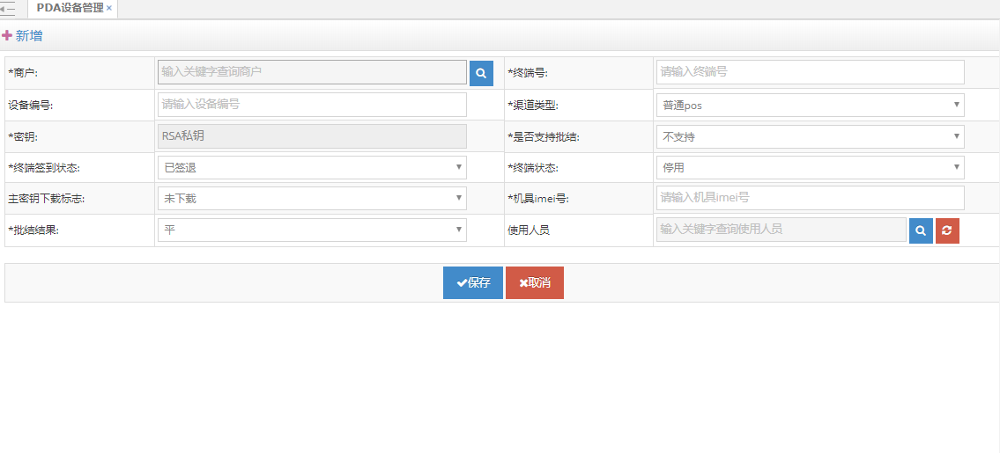 PDA设备管理 ×
新增
*商户: 输入关键字查询商户 *终端号: 请输入终端号
设备编号: 请输入设备编号 *渠道类型: 普通pos
*密钥: RSA私钥 *是否支持批结: 不支持
*终端签到状态: 已签退 *终端状态: 停用
主密钥下载标志: 未下载 *机具imei号: 请输入机具imei号
*批结结果: 平 使用人员 输入关键字查询使用人员
保存 取消